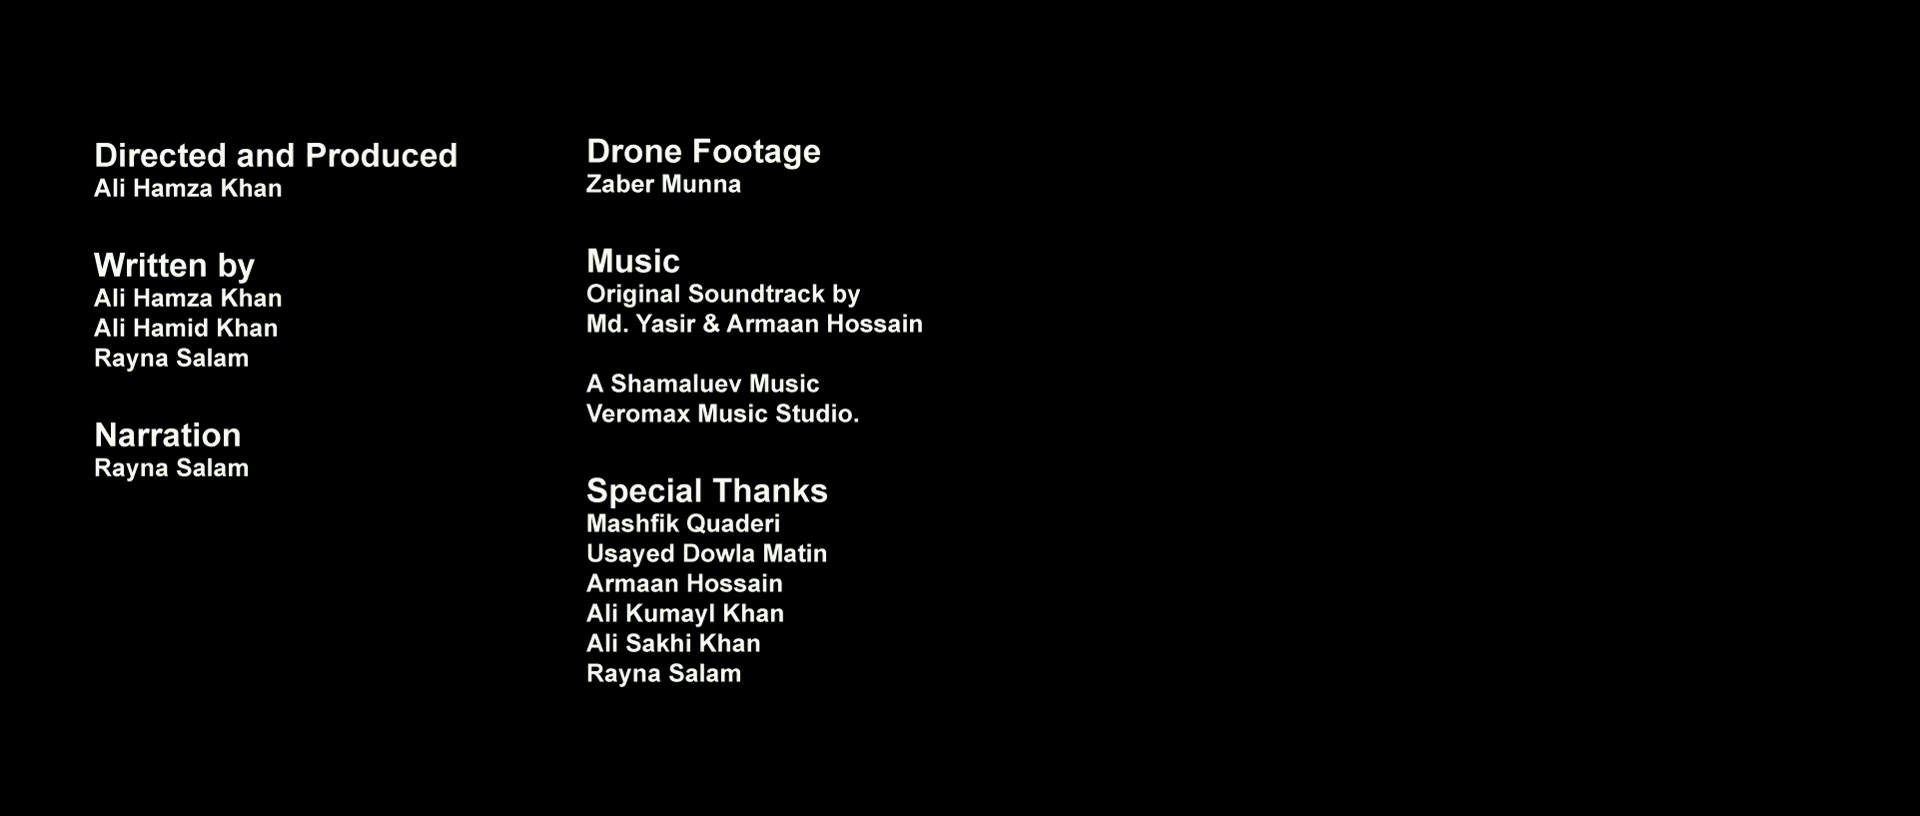 Directed and Produced
Ali Hamza Khan
Written by
Ali Hamza Khan
Ali Hamid Khan
Rayna Salam
Narration
Rayna Salam
Drone Footage
Zaber Munna
Music
Original Soundtrack by
Md. Yasir & Armaan Hossain
A Shamaluev Music
Veromax Music Studio.
Special Thanks
Mashfik Quaderi
Usayed Dowla Matin
Armaan Hossain
Ali Kumayl Khan
Ali Sakhi Khan
Rayna Salam